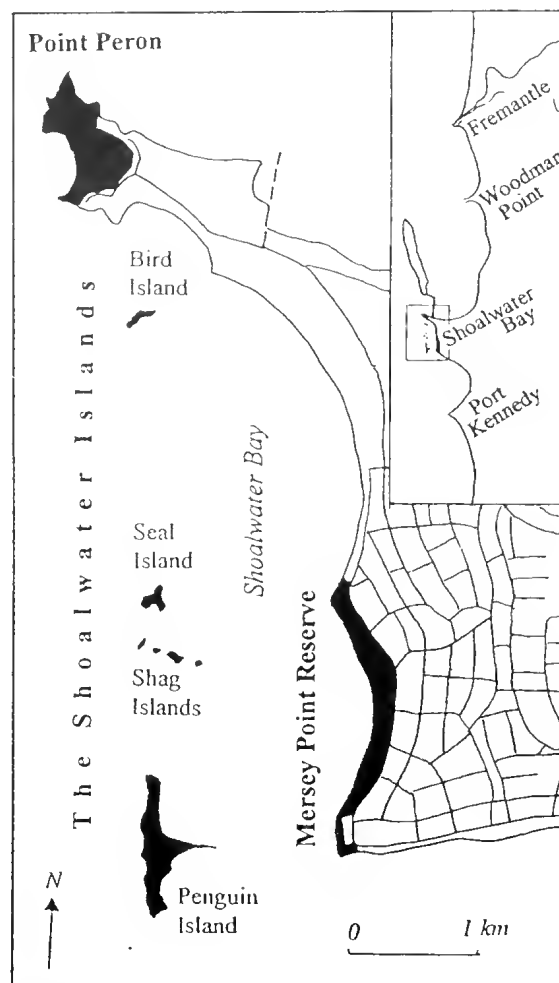 Point Peron
Fremantle
Woodman
Point
Bird
Island
Shoalwater
Bay
Port
Kennedy
The Shoalwater Islands
Shoalwater Bay
Seal
Island
Shag
Islands
Mersey Point Reserve
Penguin
Island
N
0 1 km